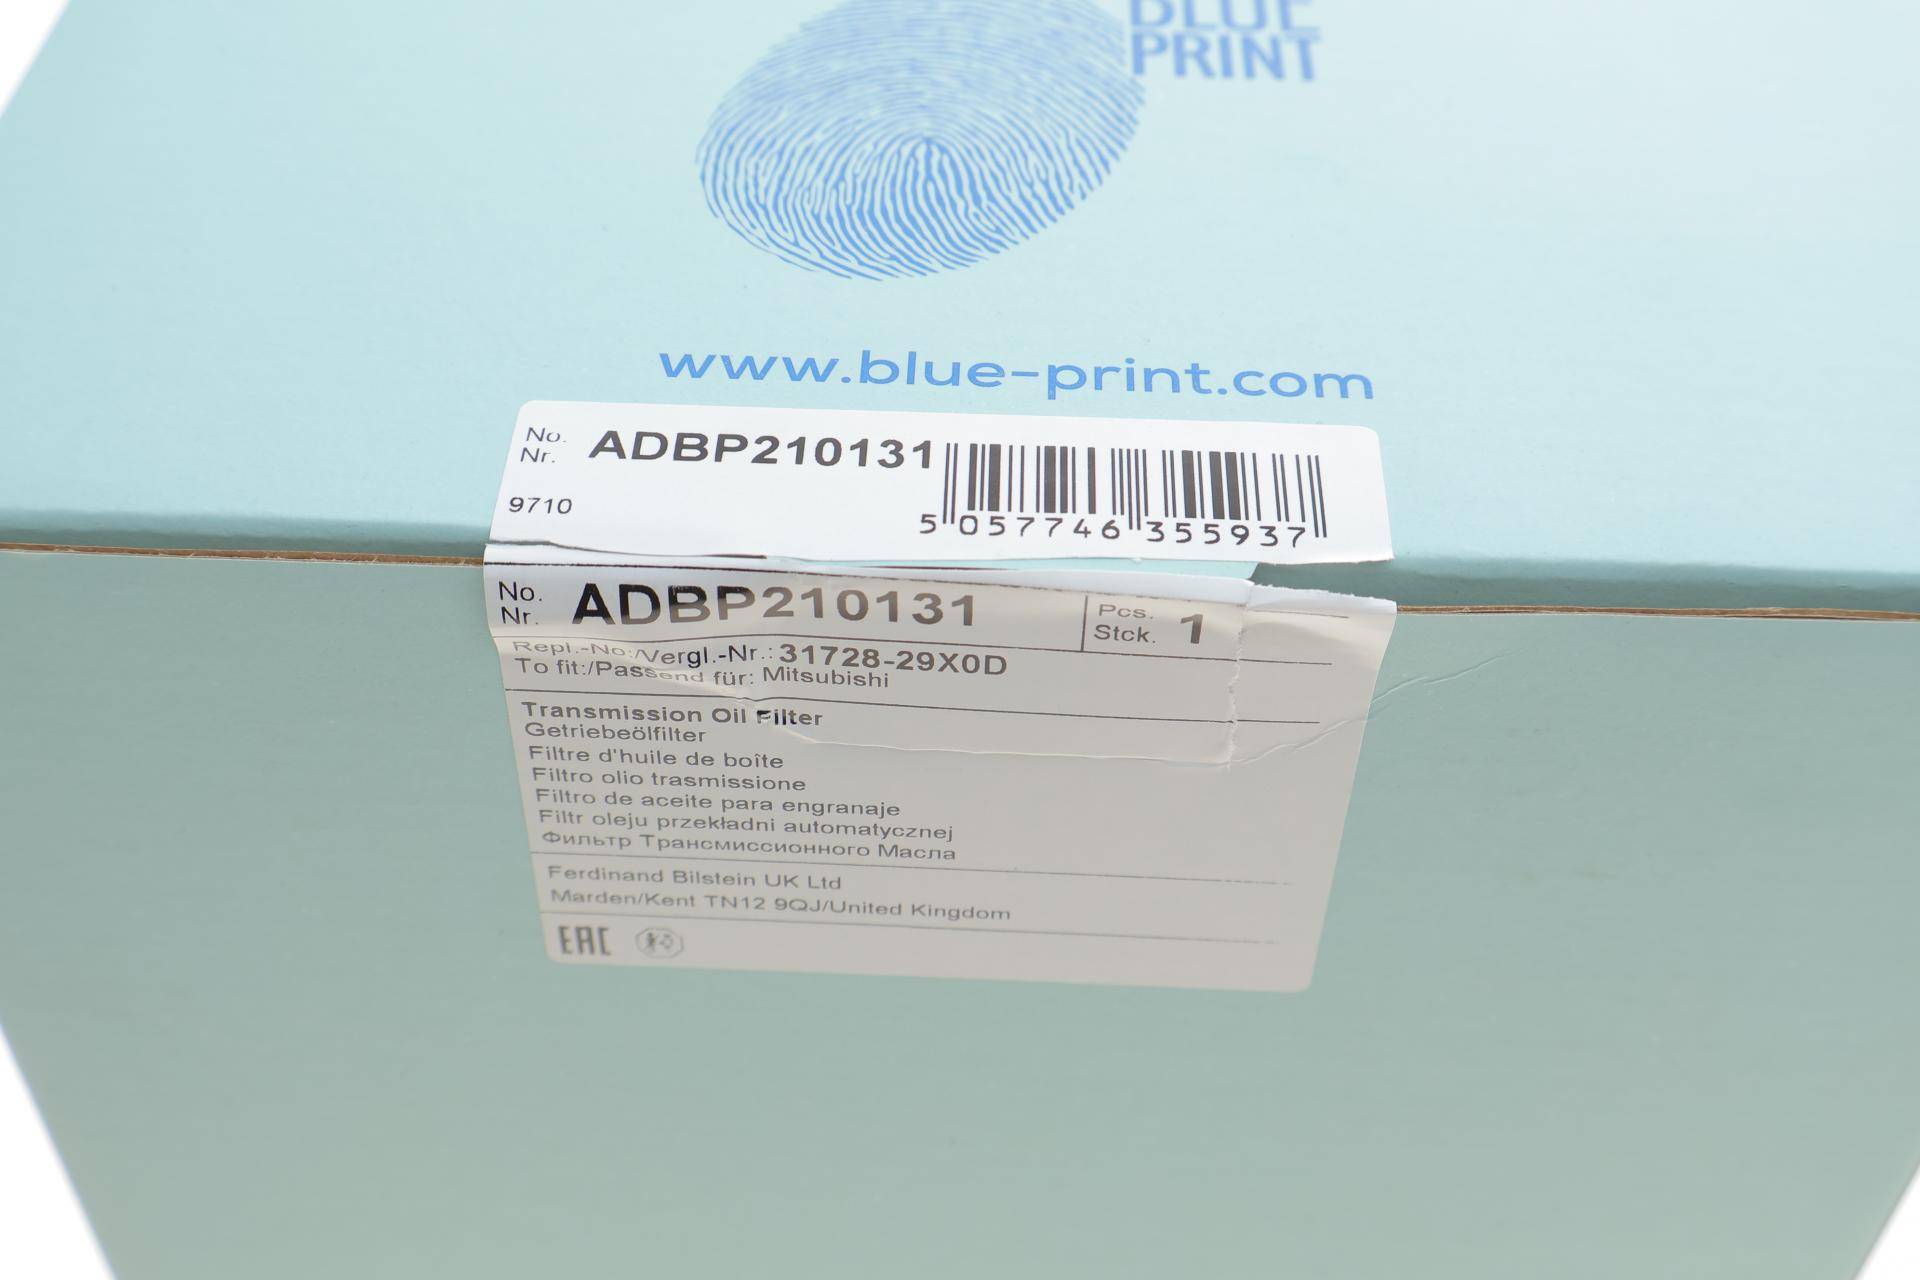 BLUE
PRINT
www.blue-print.com
No.
Nr.
ADBP210131
9710
5 057746 355937
No.
Nr.
ADBP210131
Pcs.
Stck.
1
Repl.-No:/Vergl.-Nr.: 31728-29X0D
To fit:/Passend für: Mitsubishi
Transmission Oil Filter
Getriebeölfilter
Filtre d'huile de boîte
Filtro olio trasmissione
Filtro de aceite para engranaje
Filtr oleju przekładni automatycznej
Фильтр Трансмиссионного Масла
Ferdinand Bilstein UK Ltd
Marden/Kent TN12 9QJ/United Kingdom
EAC